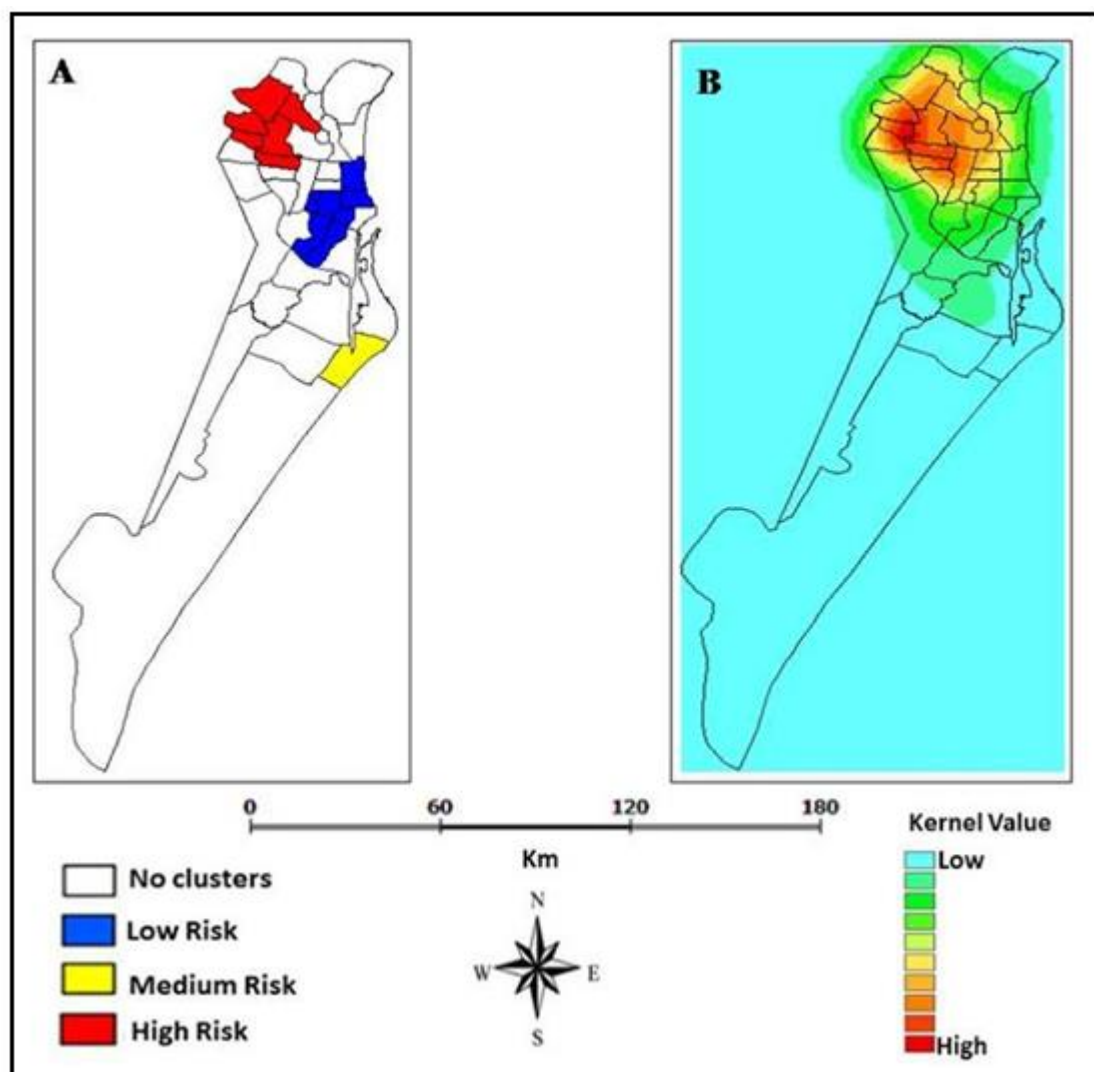 A
B
0 60 120 180
Km
Kernel Value
Low
High
No clusters
Low Risk
Medium Risk
High Risk
N
W E
S